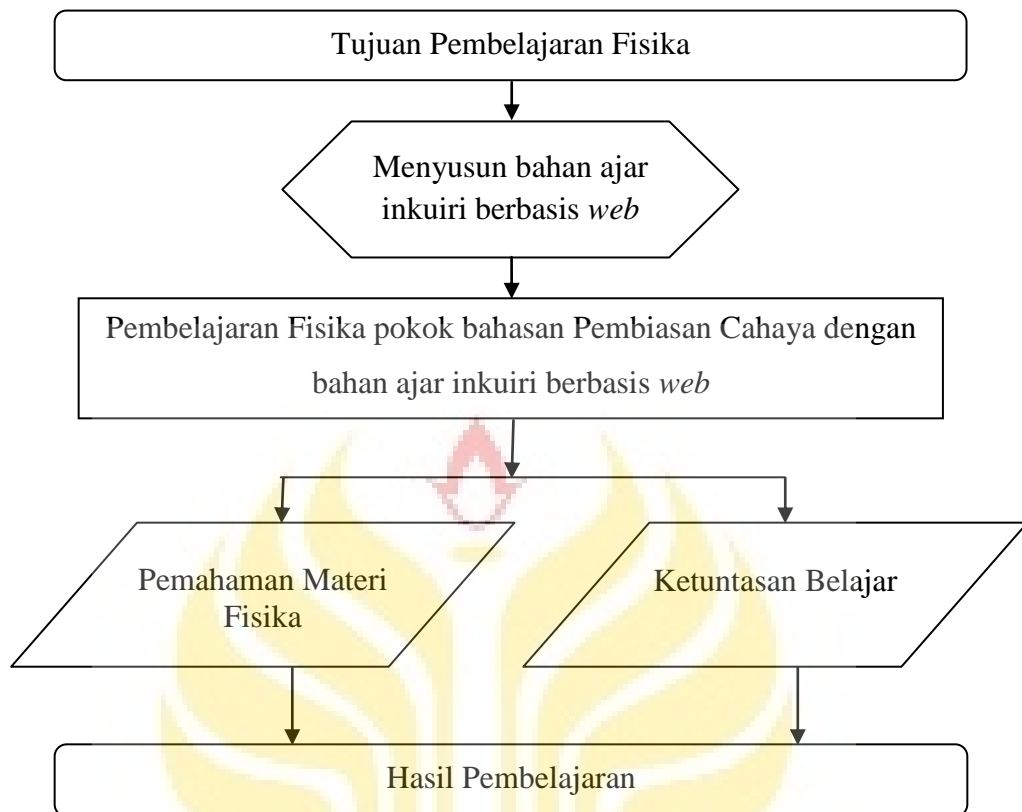 Tujuan Pembelajaran Fisika
Menyusun bahan ajar
inkuiri berbasis web
Pembelajaran Fisika pokok bahasan Pembiasan Cahaya dengan
bahan ajar inkuiri berbasis web
Pemahaman Materi
Fisika
Ketuntasan Belajar
Hasil Pembelajaran